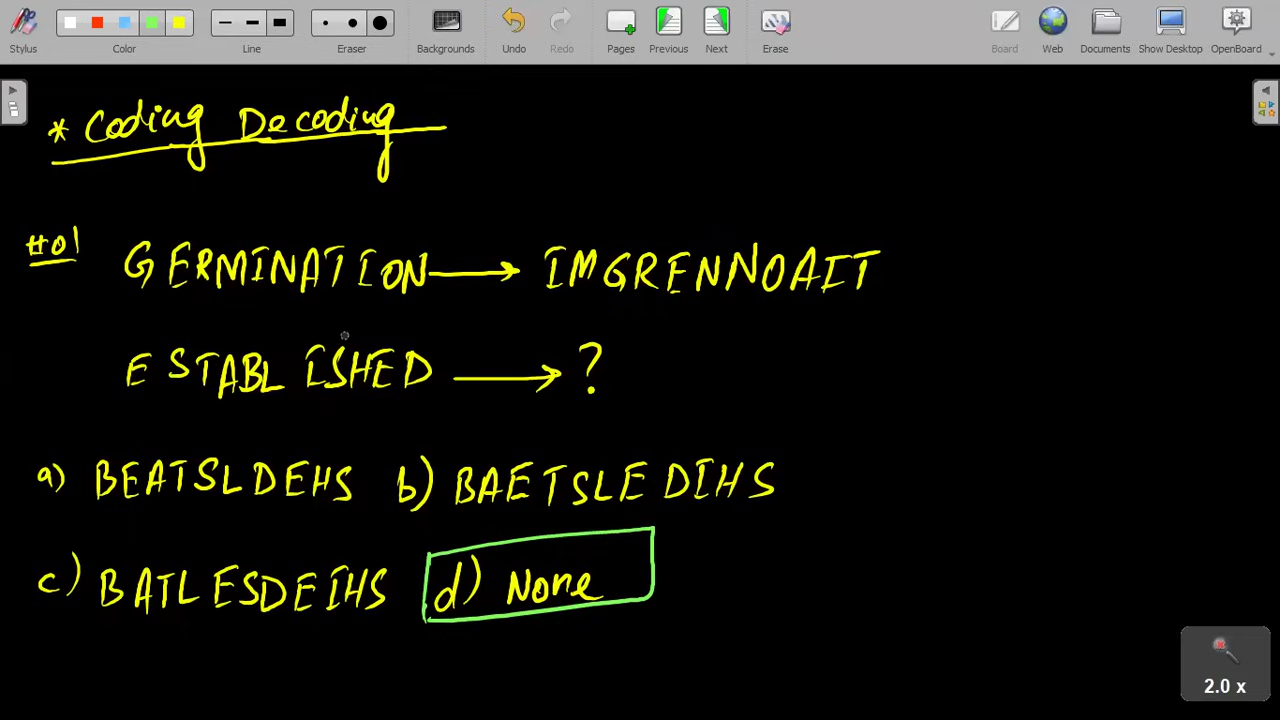 Stylus Color Line Eraser Backgrounds Undo Redo Pages Previous Next Erase Board Web Documents Show Desktop OpenBoard
* Coding Decoding
#01 GERMINATION → IMGRENNOAIT
ESTABLISHED → ?
a) BEATSLDEHS b) BAETSLEDIHS
c) BATLESDEIHS d) None
2.0 x